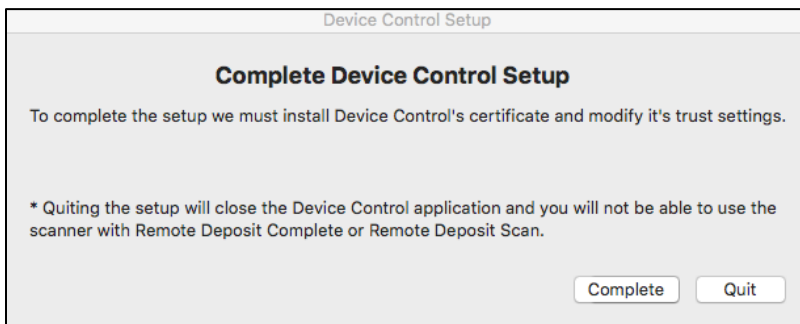 Device Control Setup
Complete Device Control Setup
To complete the setup we must install Device Control's certificate and modify it's trust settings.
* Quiting the setup will close the Device Control application and you will not be able to use the
scanner with Remote Deposit Complete or Remote Deposit Scan.
Complete Quit